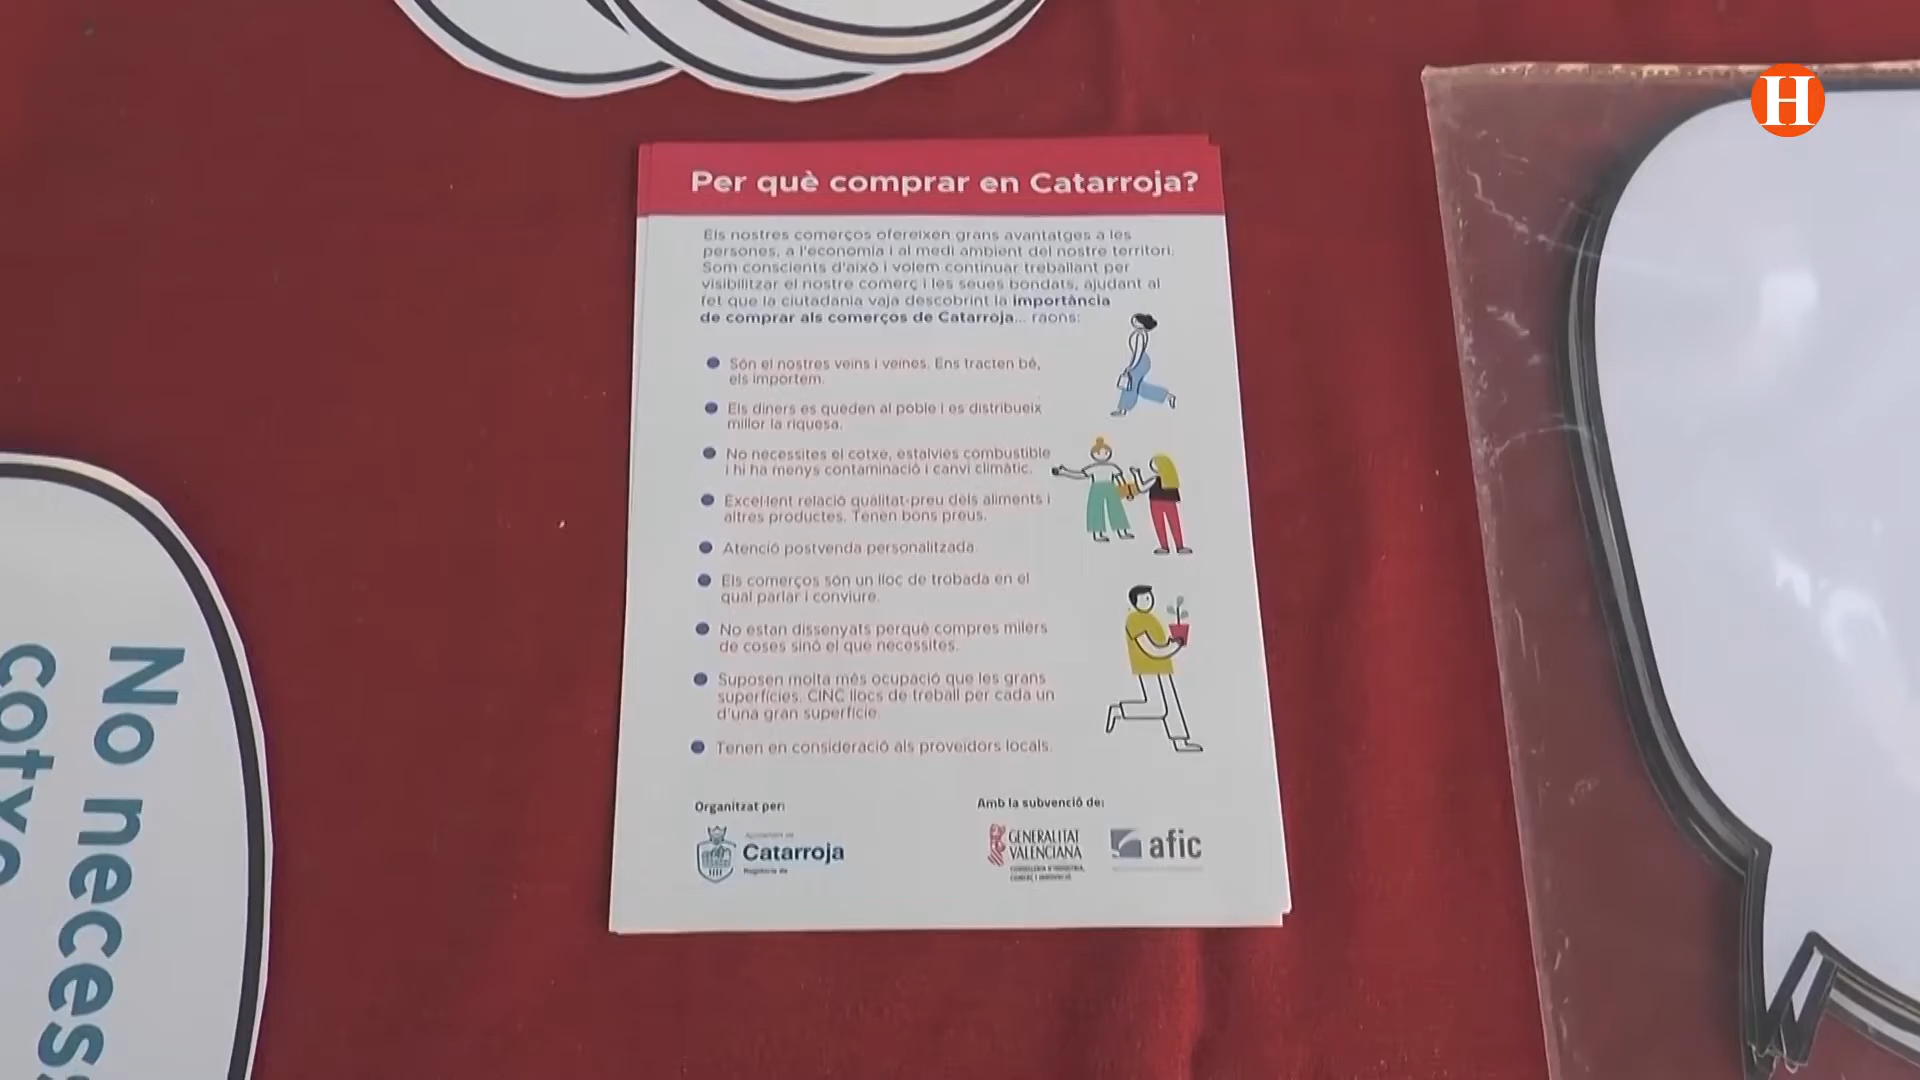 H
Per què comprar en Catarroja?
Els nostres comerços ofereixen grans avantatges a les
persones, a l'economia i al medi ambient del nostre territori.
Som conscients d'això i volem continuar treballant per
visibilitzar el nostre comerç i les seues bondats, ajudant al
fet que la ciutadania vaja descobrint la importància
de comprar als comerços de Catarroja... raons:
Són el nostres veïns i veïnes. Ens tracten bé,
els importem.
Els diners es queden al poble i es distribueix
millor la riquesa.
No necessites el cotxe, estalvies combustible
i hi ha menys contaminació i canvi climàtic.
Excel·lent relació qualitat-preu dels aliments i
altres productes. Tenen bons preus.
Atenció postvenda personalitzada.
Els comerços són un lloc de trobada en el
qual parlar i conviure.
No estan dissenyats perquè compres milers
de coses sinó el que necessites.
Suposen molta més ocupació que les grans
superfícies. CINC llocs de treball per cada un
d'una gran superfície.
Tenen en consideració als proveïdors locals.
Organitzat per:
Ajuntament de
Catarroja
Regidoria de
Amb la subvenció de:
GENERALITAT
VALENCIANA
CONSELLERIA D'INDÚSTRIA,
COMERÇ I INNOVACIÓ
afic
No neces
cotxe